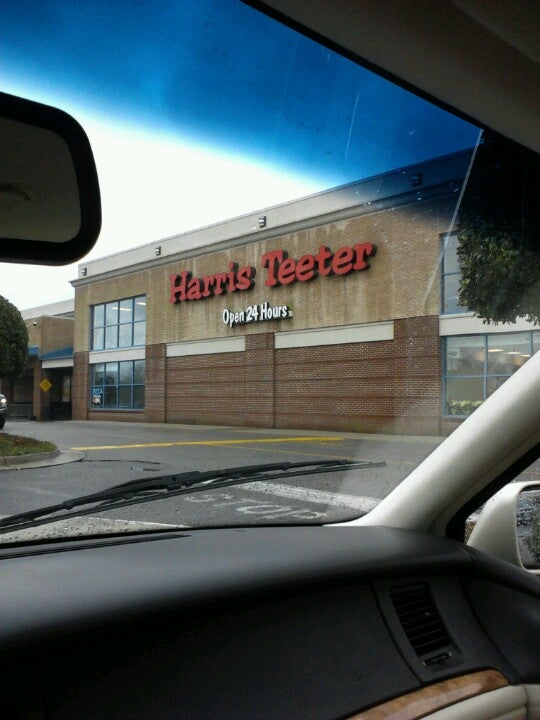 Harris Teeter
Open 24 Hours
STOP